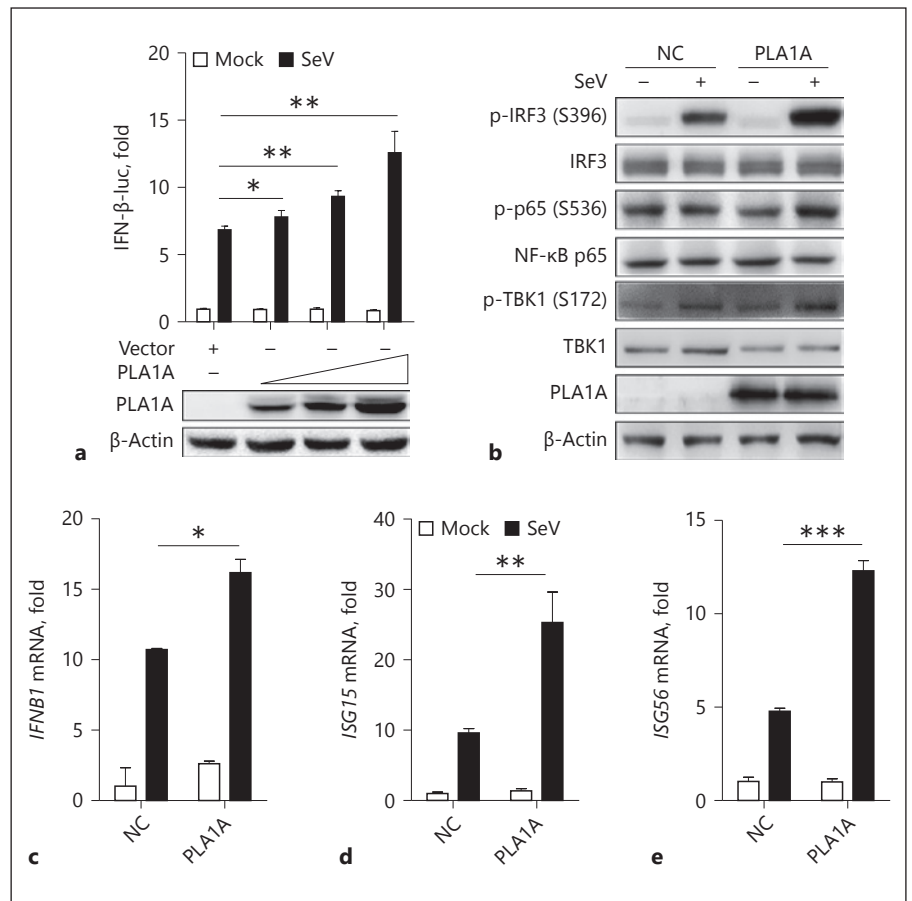 20
15
10
5
0
IFN-β-luc, fold
Mock SeV
**
**
*
Vector + – – –
PLA1A –
PLA1A
β-Actin
a
NC PLA1A
SeV – + – +
p-IRF3 (S396)
IRF3
p-p65 (S536)
NF-κB p65
p-TBK1 (S172)
TBK1
PLA1A
β-Actin
b
20
15
10
5
0
IFNB1 mRNA, fold
*
NC
PLA1A
c
40
30
20
10
0
ISG15 mRNA, fold
Mock SeV
**
NC
PLA1A
d
15
10
5
0
ISG56 mRNA, fold
***
NC
PLA1A
e